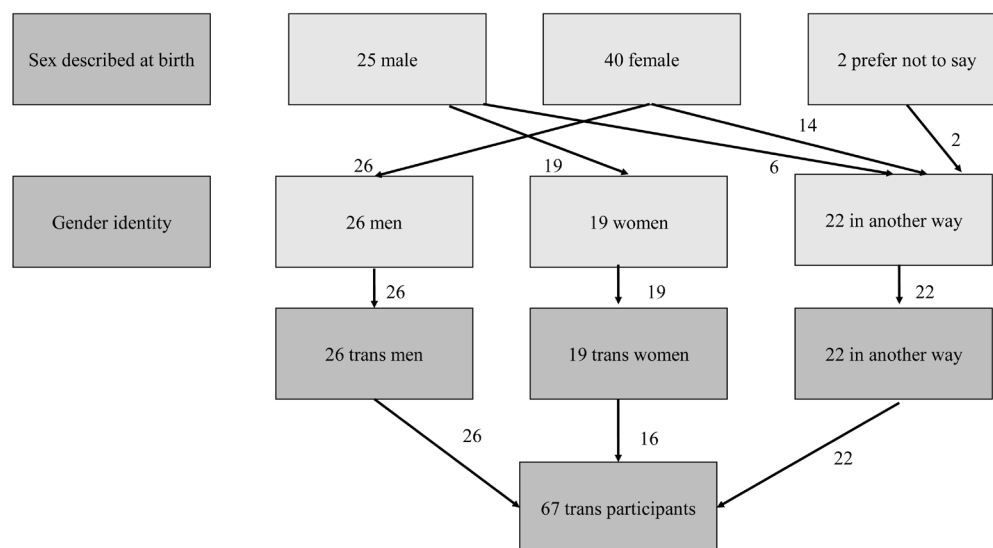 Sex described at birth
25 male
40 female
2 prefer not to say
14
2
26
19
6
Gender identity
26 men
19 women
22 in another way
26
19
22
26 trans men
19 trans women
22 in another way
26
16
22
67 trans participants